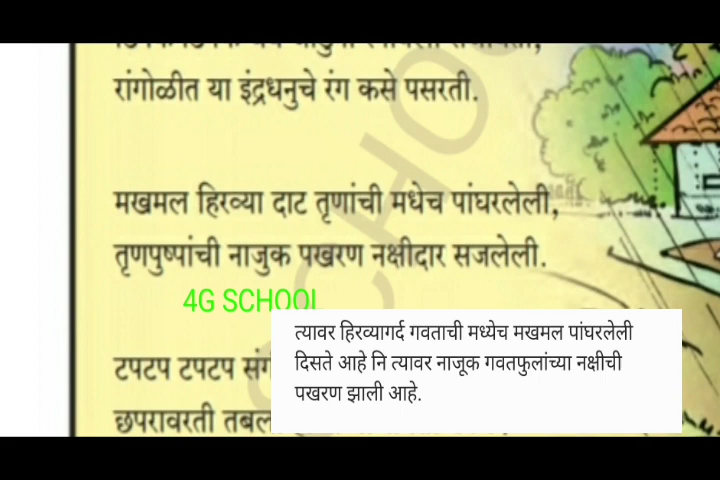 रांगोळीत या इंद्रधनुचे रंग कसे पसरती.
मखमल हिरव्या दाट तृणांची मधेच पांघरलेली,
तृणपुष्पांची नाजुक पखरण नक्षीदार सजलेली.
4G SCHOOL
त्यावर हिरव्यागर्द गवताची मध्येच मखमल पांघरलेली
दिसते आहे नि त्यावर नाजूक गवतफुलांच्या नक्षीची
पखरण झाली आहे.
टपटप टपटप
छपरावरती